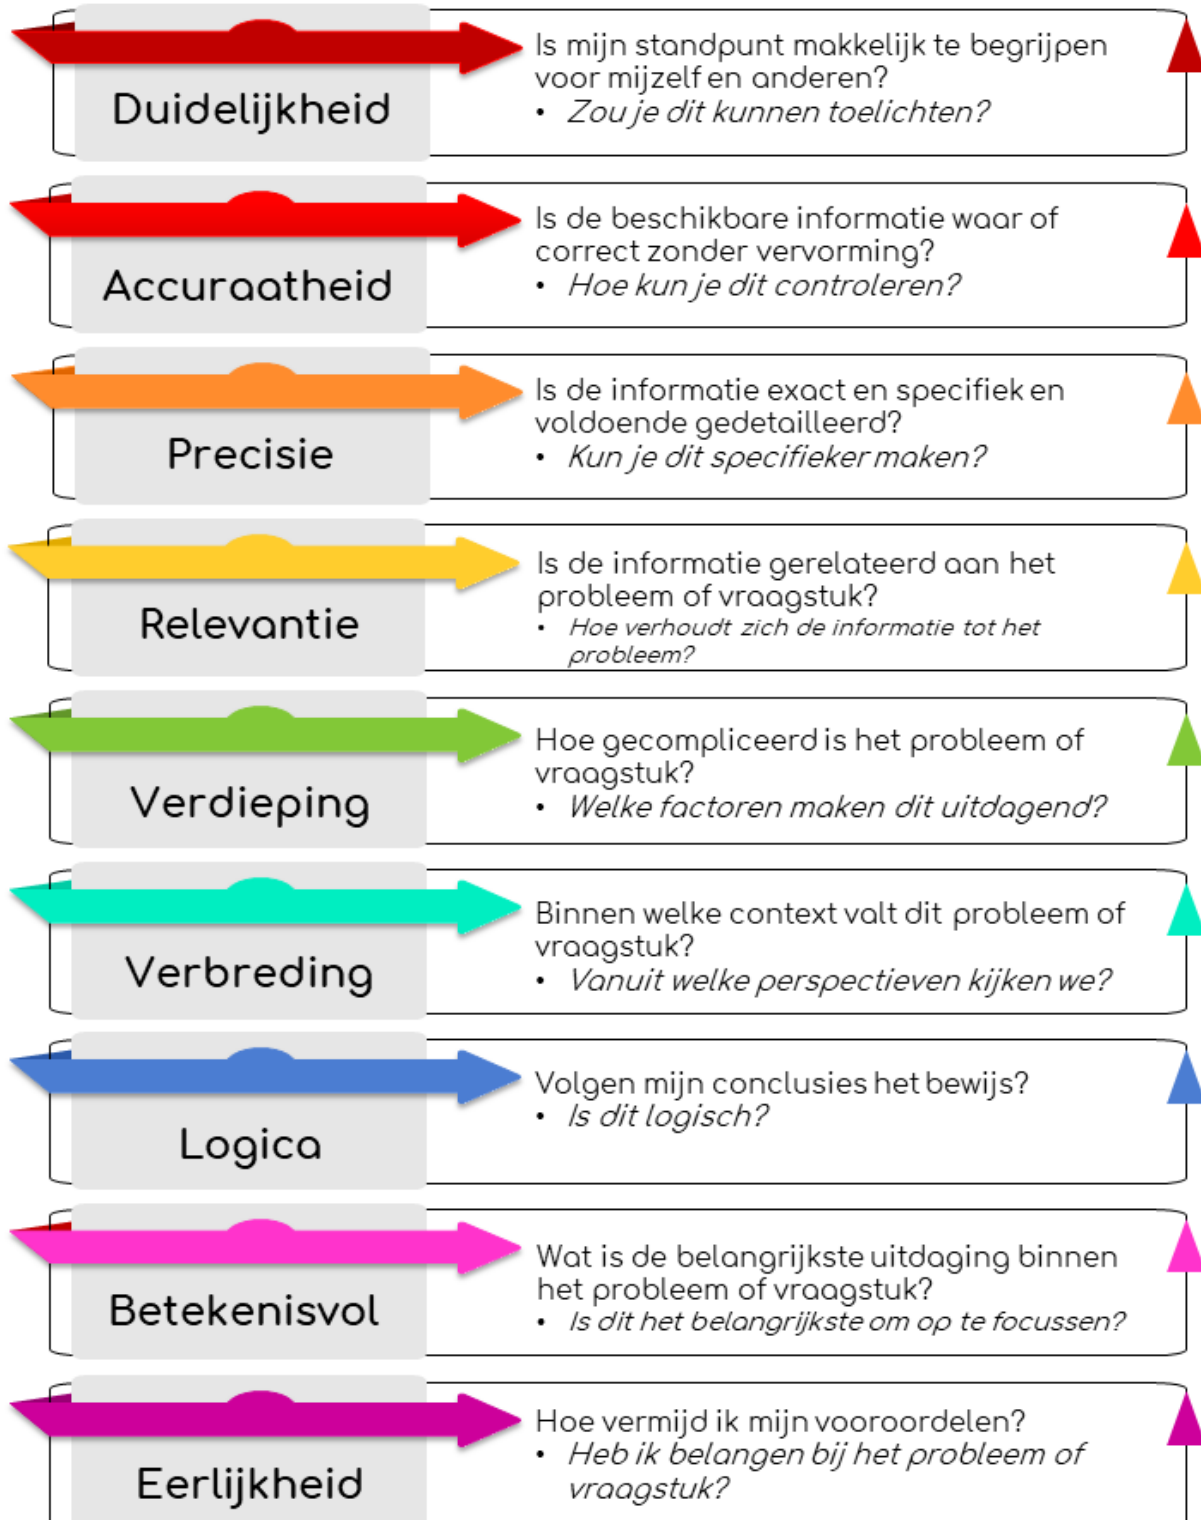 Duidelijkheid
Is mijn standpunt makkelijk te begrijpen
voor mijzelf en anderen?
• Zou je dit kunnen toelichten?
Accuraatheid
Is de beschikbare informatie waar of
correct zonder vervorming?
• Hoe kun je dit controleren?
Precisie
Is de informatie exact en specifiek en
voldoende gedetailleerd?
• Kun je dit specifieker maken?
Relevantie
Is de informatie gerelateerd aan het
probleem of vraagstuk?
• Hoe verhoudt zich de informatie tot het
probleem?
Verdieping
Hoe gecompliceerd is het probleem of
vraagstuk?
• Welke factoren maken dit uitdagend?
Verbreding
Binnen welke context valt dit probleem of
vraagstuk?
• Vanuit welke perspectieven kijken we?
Logica
Volgen mijn conclusies het bewijs?
• Is dit logisch?
Betekenisvol
Wat is de belangrijkste uitdaging binnen
het probleem of vraagstuk?
• Is dit het belangrijkste om op te focussen?
Eerlijkheid
Hoe vermijd ik mijn vooroordelen?
• Heb ik belangen bij het probleem of
vraagstuk?